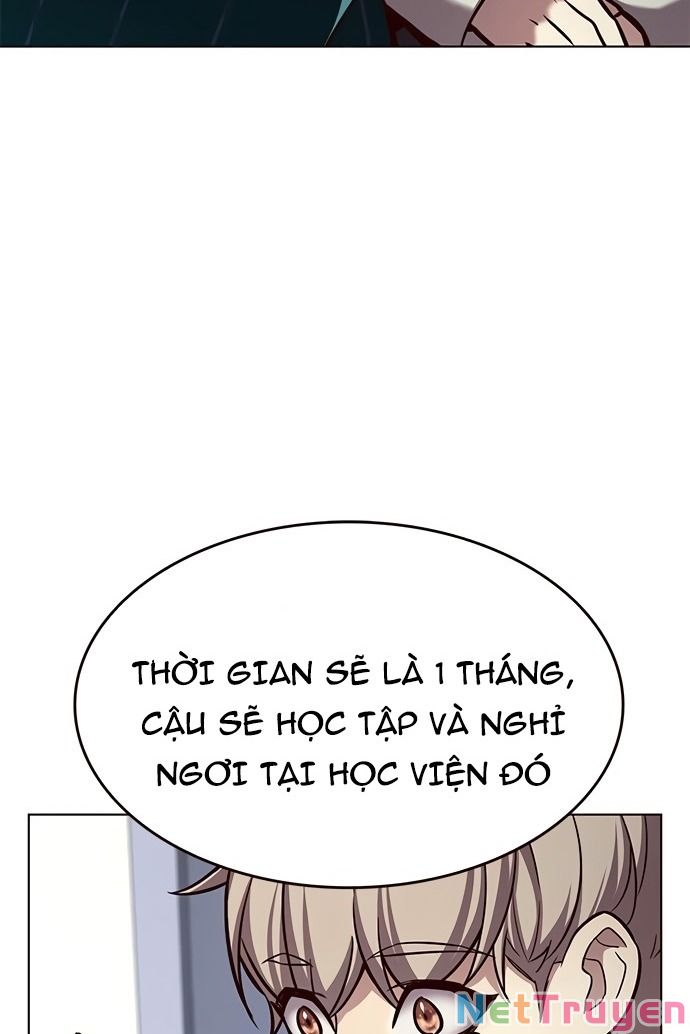 THỜI GIAN SẼ LÀ 1 THÁNG,
CẬU SẼ HỌC TẬP VÀ NGHỈ
NGƠI TẠI HỌC VIỆN ĐÓ
NetTruyen